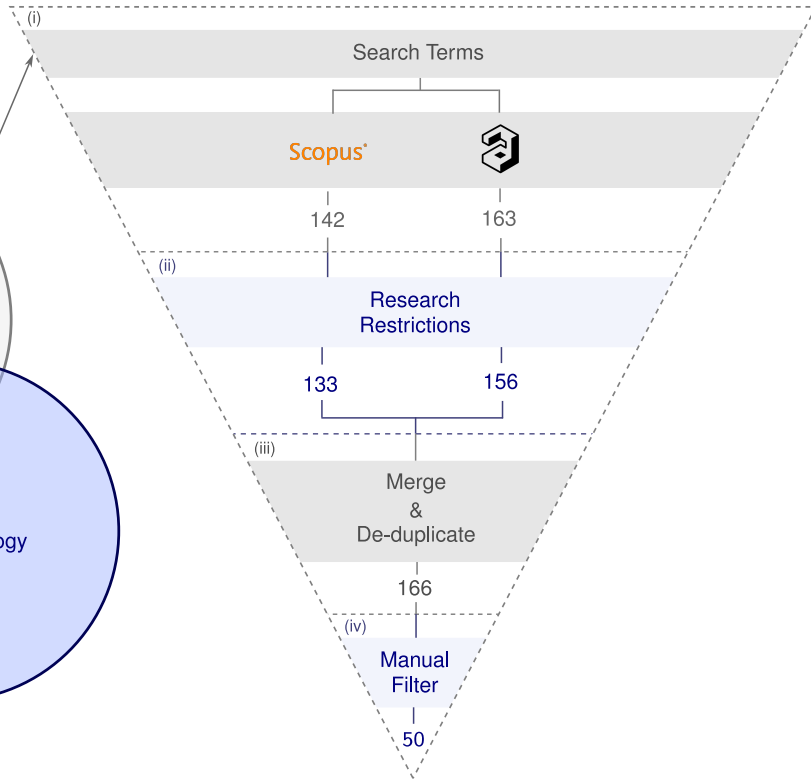 (i)
Search Terms
Scopus
142
163
(ii)
Research
Restrictions
133
156
(iii)
Merge
&
De-duplicate
ogy
166
(iv)
Manual
Filter
50